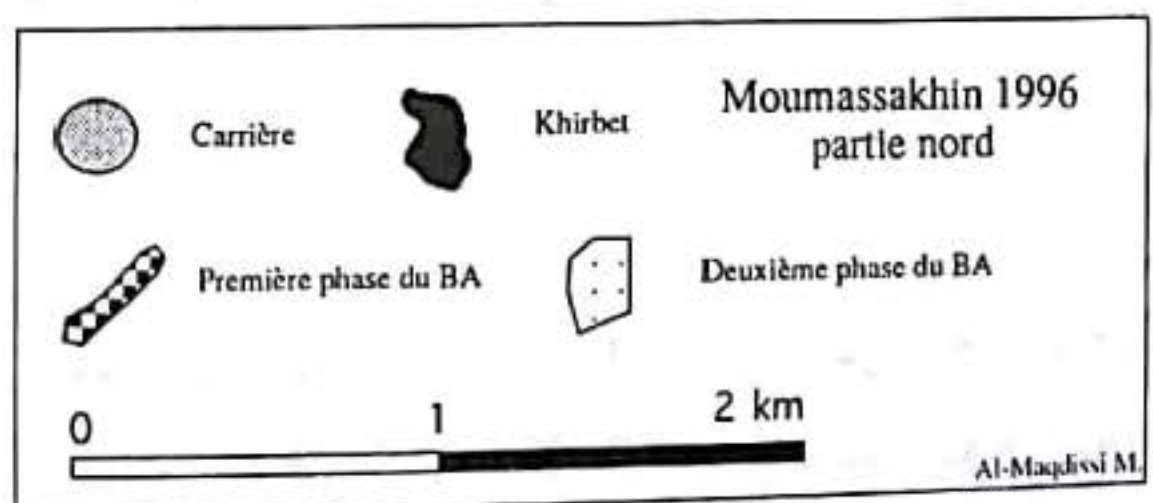 Carrière
Khirbet
Moumassakhin 1996
partie nord
Première phase du BA
Deuxième phase du BA
0 1 2 km
Al-Maqdissi M.